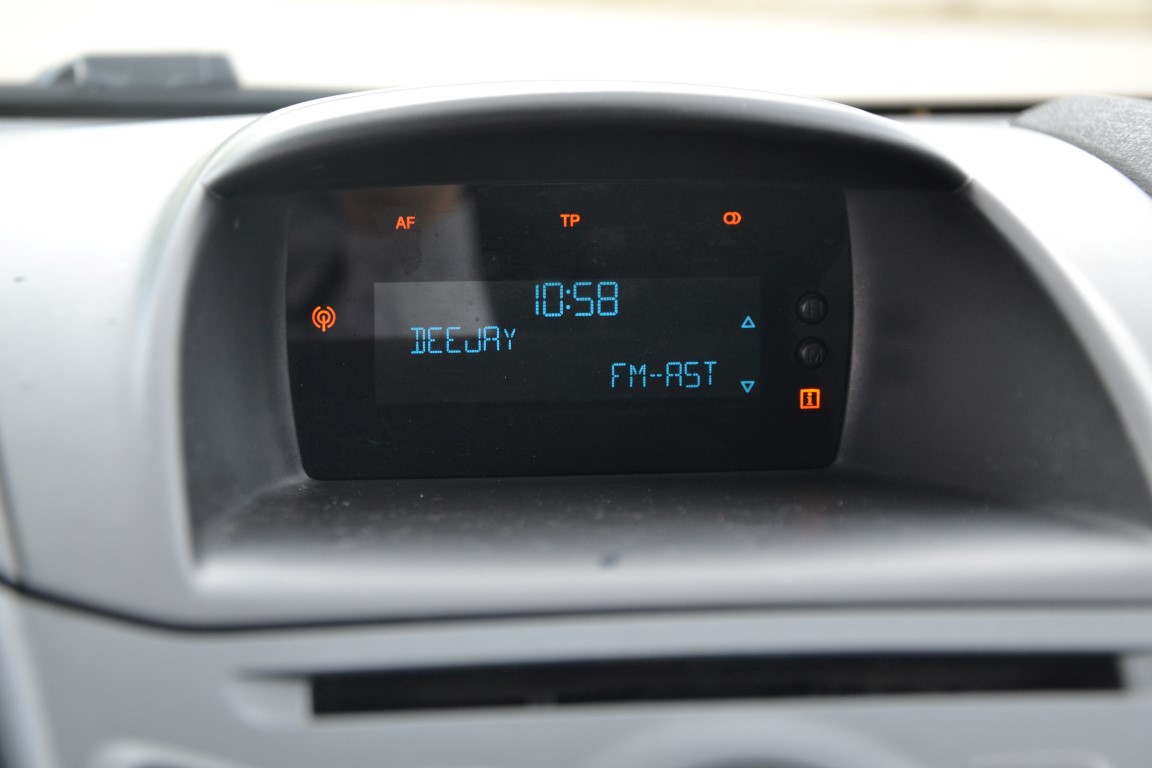 AF TP
10:58
DEEJAY
FM-AST
i